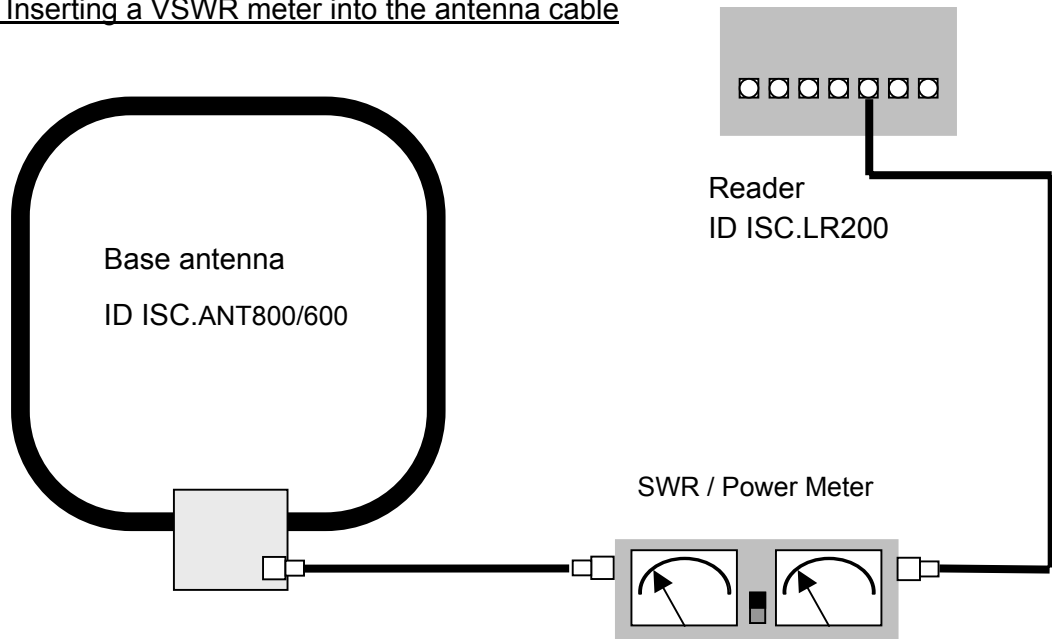 Inserting a VSWR meter into the antenna cable
Reader
ID ISC.LR200
Base antenna
ID ISC.ANT800/600
SWR / Power Meter